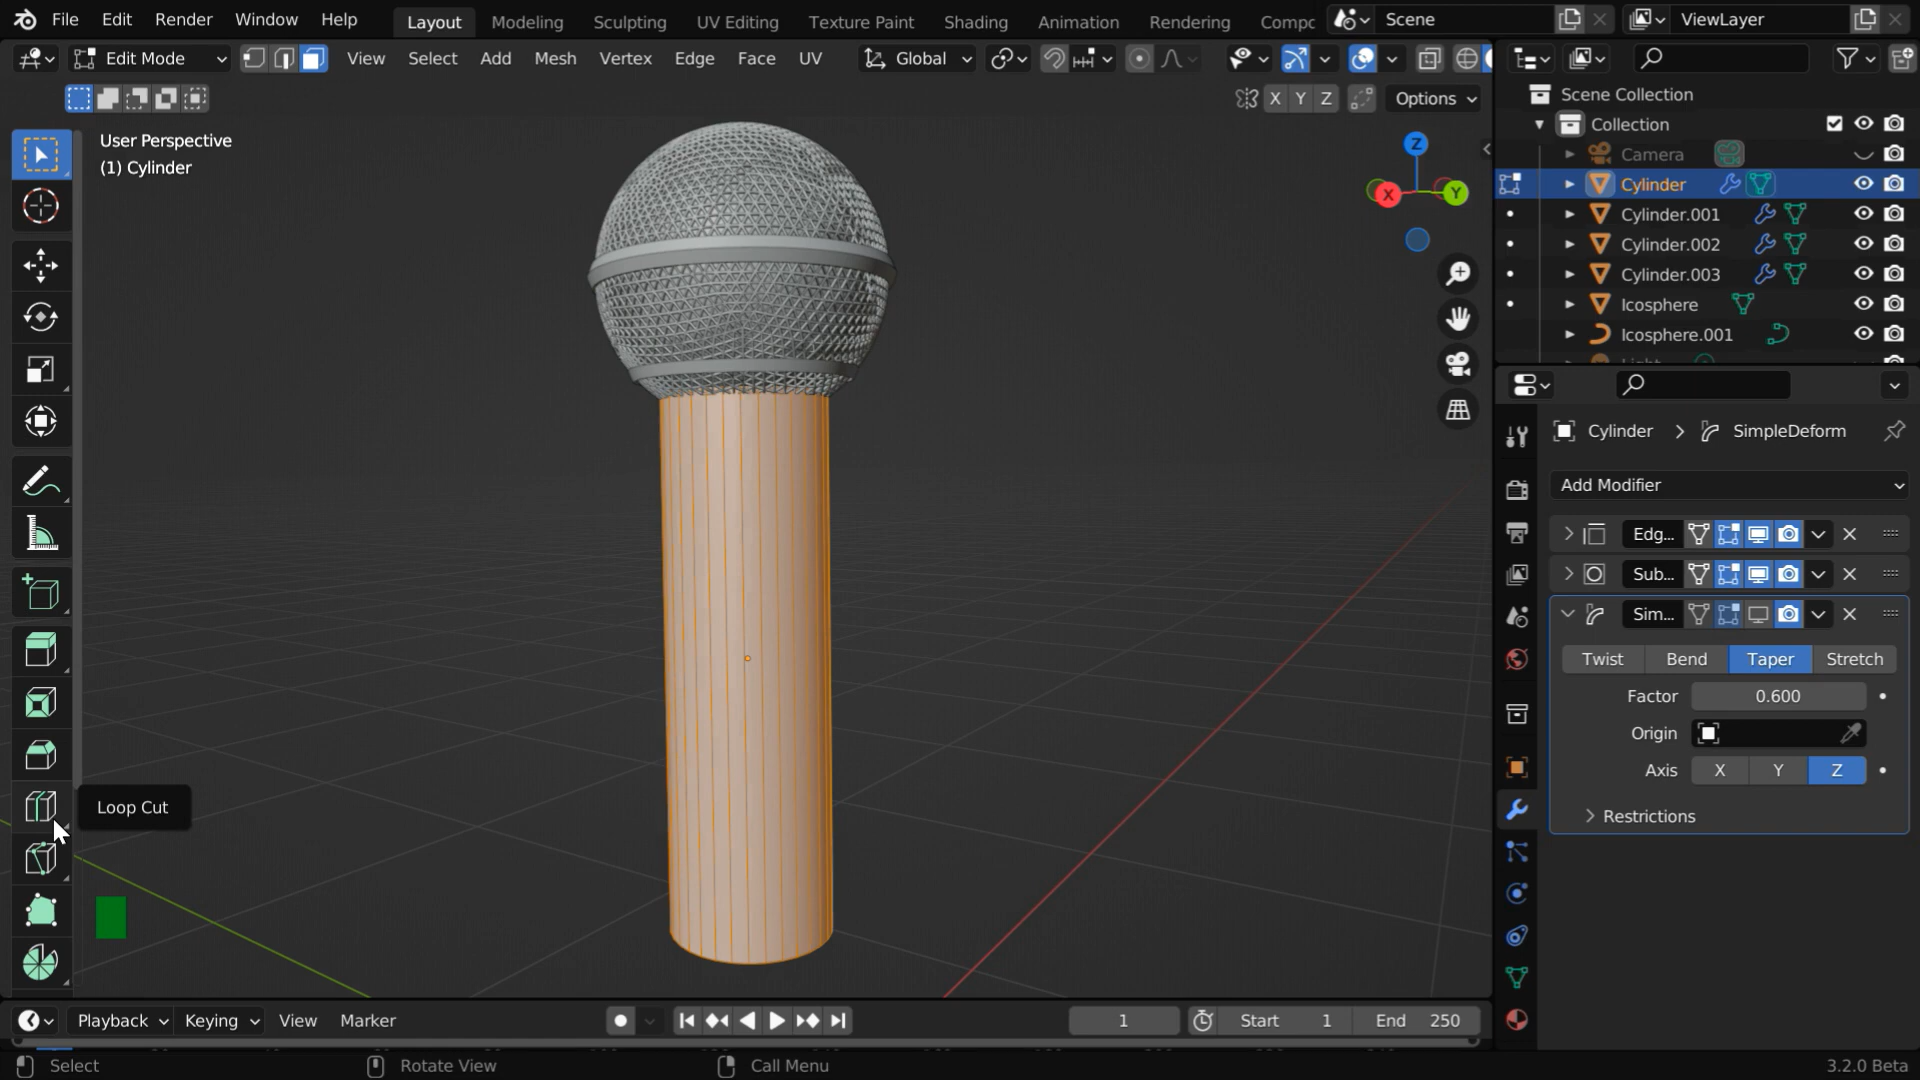 File Edit Render Window Help Layout Modeling Sculpting UV Editing Texture Paint Shading Animation Rendering Compc Scene ViewLayer
Edit Mode View Select Add Mesh Vertex Edge Face UV Global
X Y Z Options
User Perspective
(1) Cylinder
Z
X
Y
Loop Cut
Scene Collection
Collection
Camera
Cylinder
Cylinder.001
Cylinder.002
Cylinder.003
Icosphere
Icosphere.001
Cylinder > SimpleDeform
Add Modifier
Edg...
Sub...
Sim...
Twist Bend Taper Stretch
Factor 0.600
Origin
Axis X Y Z
Restrictions
Playback Keying View Marker 1 Start 1 End 250
Select Rotate View Call Menu 3.2.0 Beta